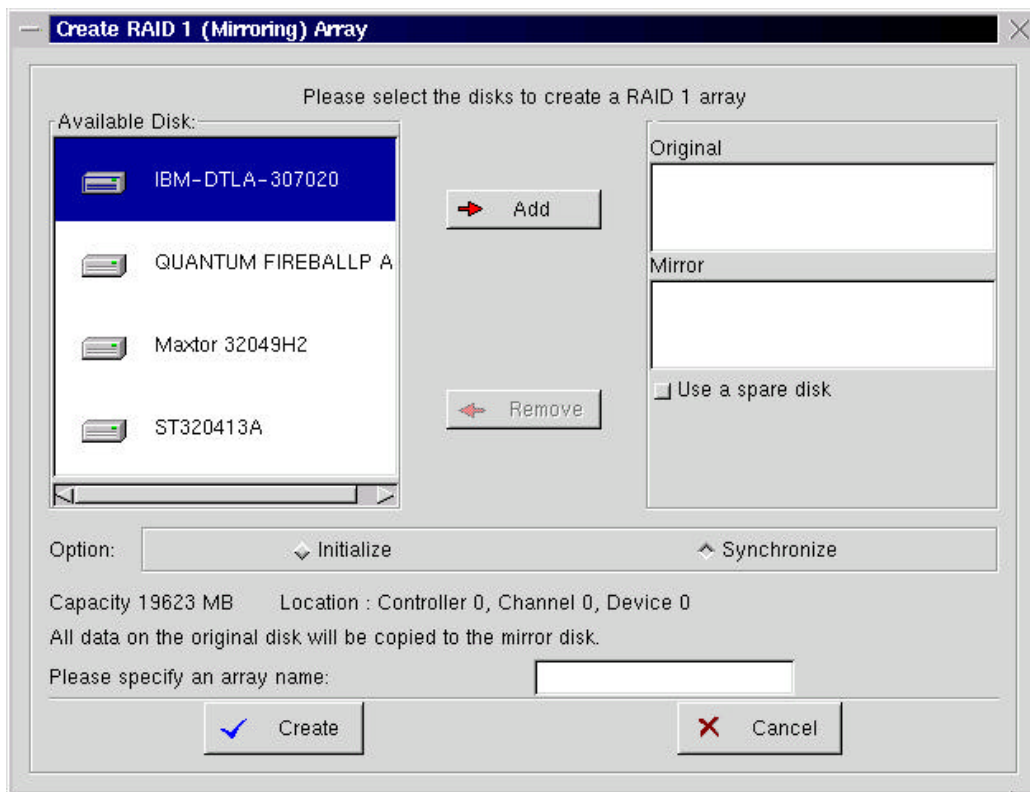 Create RAID 1 (Mirroring) Array
Please select the disks to create a RAID 1 array
Available Disk:
IBM-DTLA-307020
QUANTUM FIREBALLP A
Maxtor 32049H2
ST320413A
Add
Remove
Original
Mirror
Use a spare disk
Option:
Initialize
Synchronize
Capacity 19623 MB Location : Controller 0, Channel 0, Device 0
All data on the original disk will be copied to the mirror disk.
Please specify an array name:
Create
Cancel